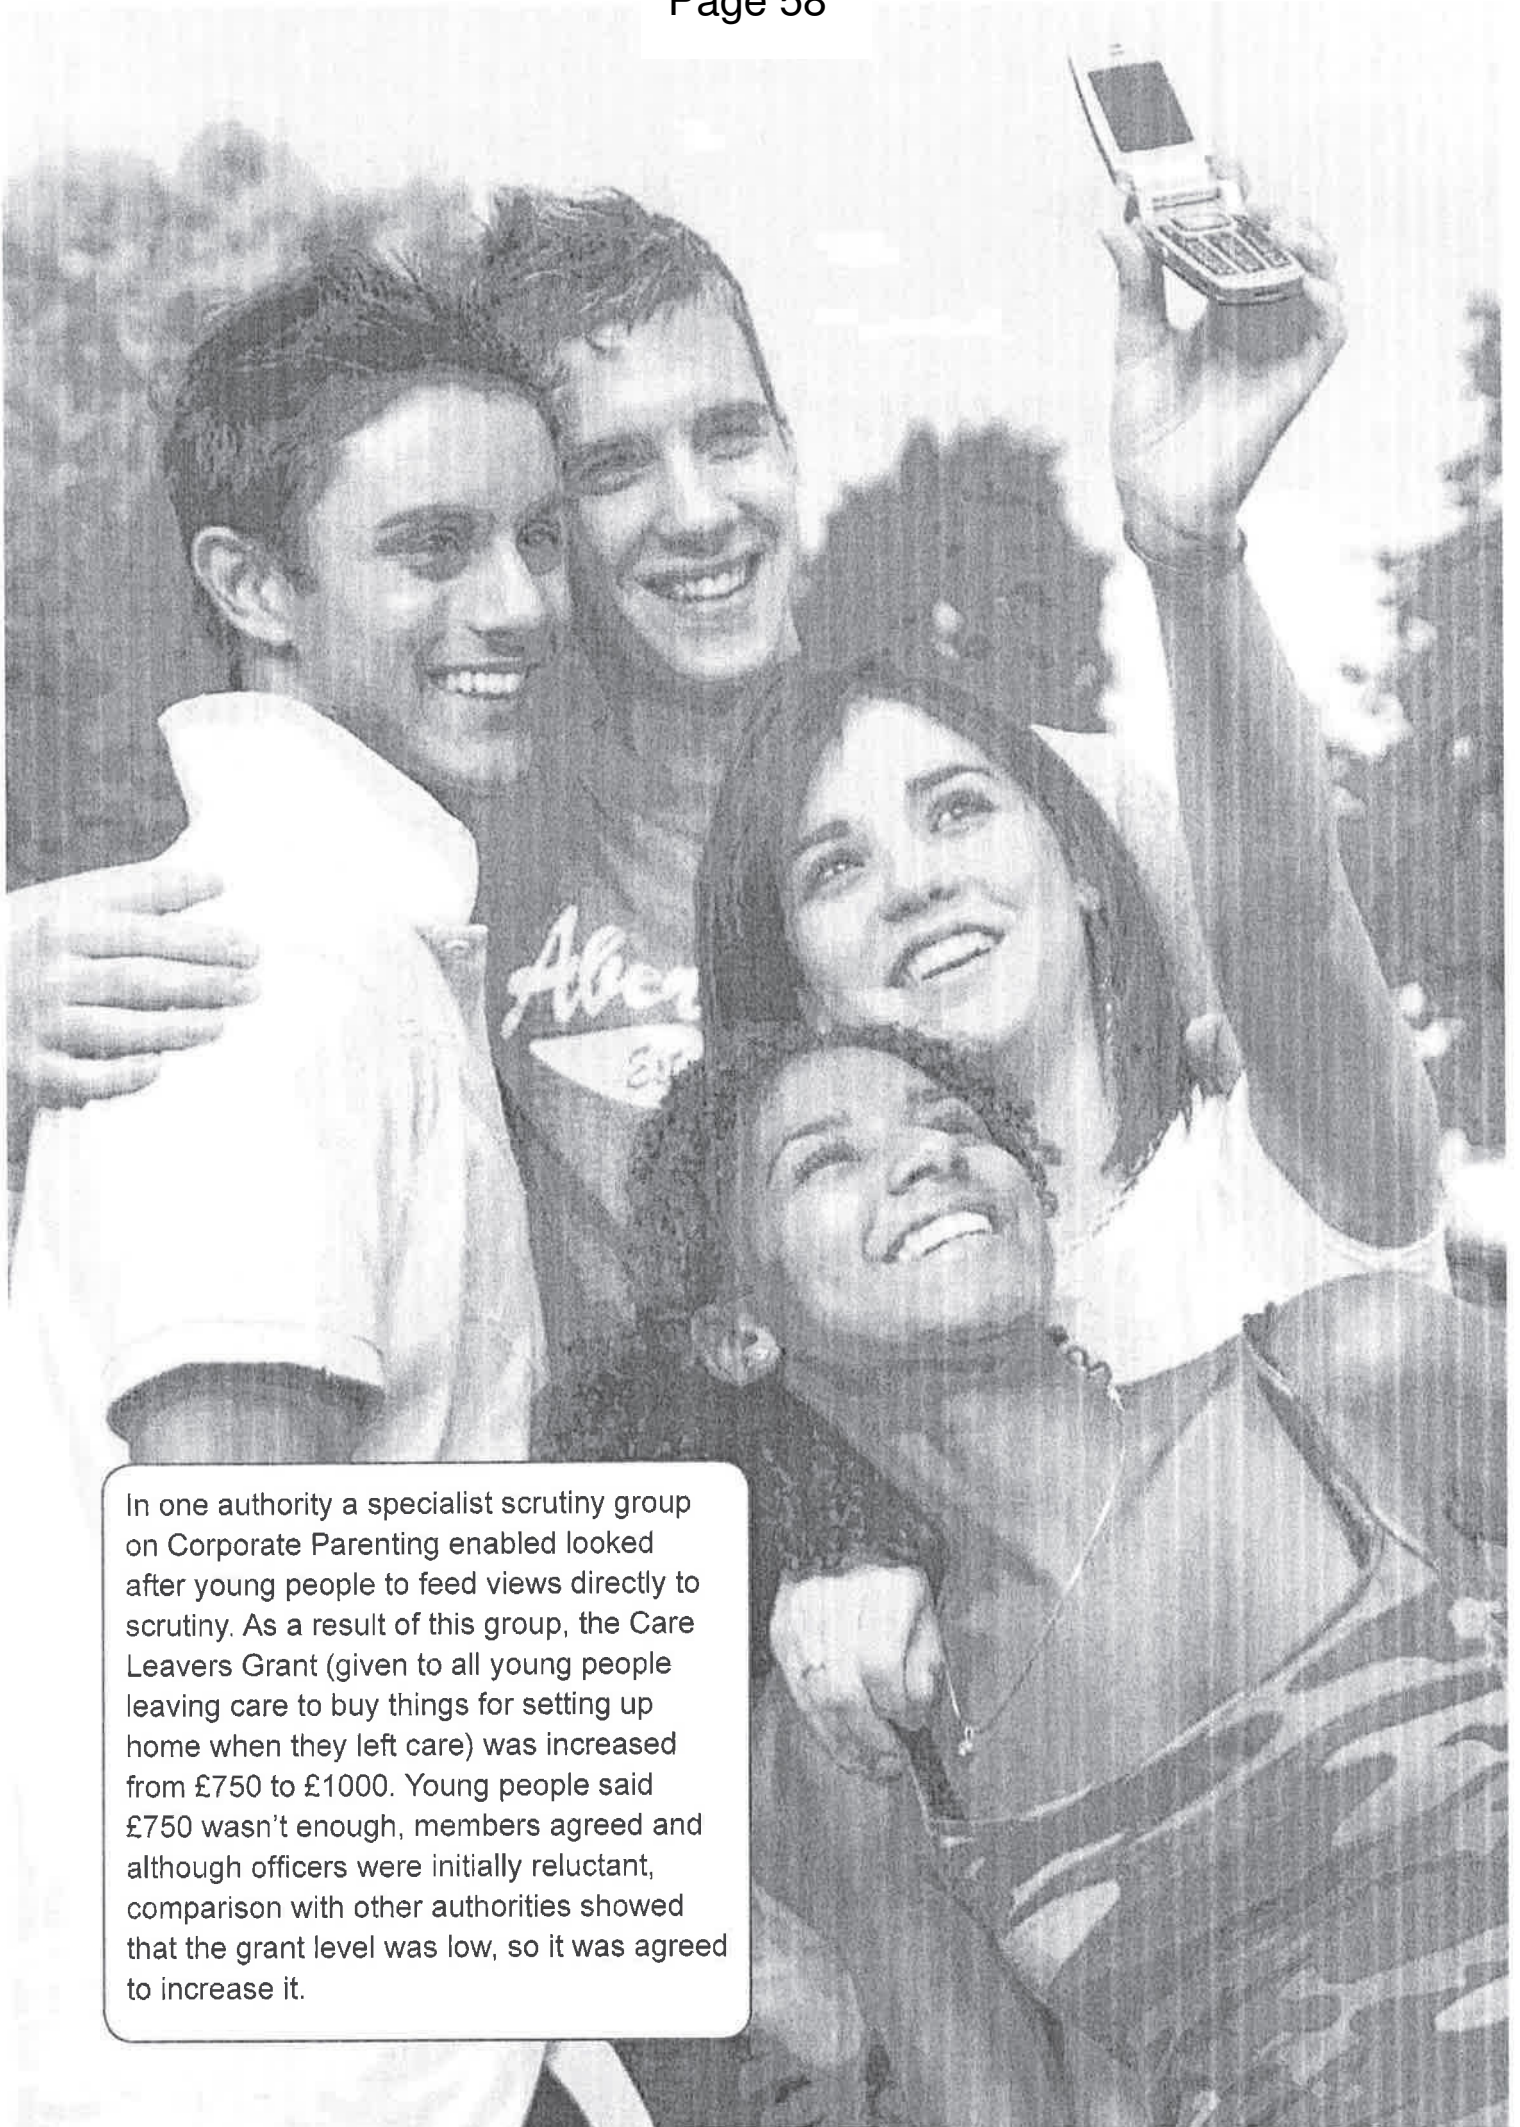 Page 58
In one authority a specialist scrutiny group
on Corporate Parenting enabled looked
after young people to feed views directly to
scrutiny. As a result of this group, the Care
Leavers Grant (given to all young people
leaving care to buy things for setting up
home when they left care) was increased
from £750 to £1000. Young people said
£750 wasn't enough, members agreed and
although officers were initially reluctant,
comparison with other authorities showed
that the grant level was low, so it was agreed
to increase it.